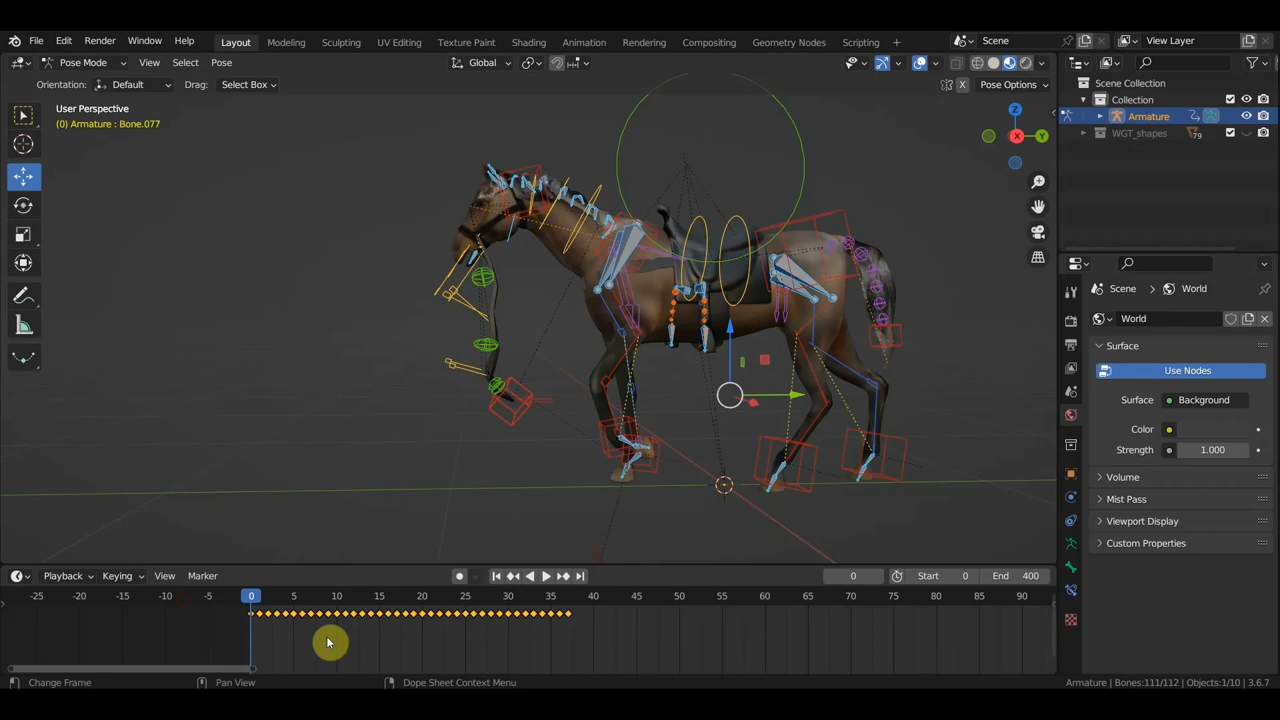 File Edit Render Window Help Layout Modeling Sculpting UV Editing Texture Paint Shading Animation Rendering Compositing Geometry Nodes Scripting + Scene View Layer
Pose Mode View Select Pose Global
Orientation: Default Drag: Select Box X Pose Options
User Perspective
(0) Armature : Bone.077
Z
X
Y
Scene Collection
Collection
Armature
WGT_shapes 79
Scene > World
World
Surface
Use Nodes
Surface Background
Color
Strength 1.000
Volume
Mist Pass
Viewport Display
Custom Properties
Playback Keying View Marker 0 Start 0 End 400
-25 -20 -15 -10 -5 0 5 10 15 20 25 30 35 40 45 50 55 60 65 70 75 80 85 90
Change Frame Pan View Dope Sheet Context Menu Armature | Bones:111/112 | Objects:1/10 | 3.6.7